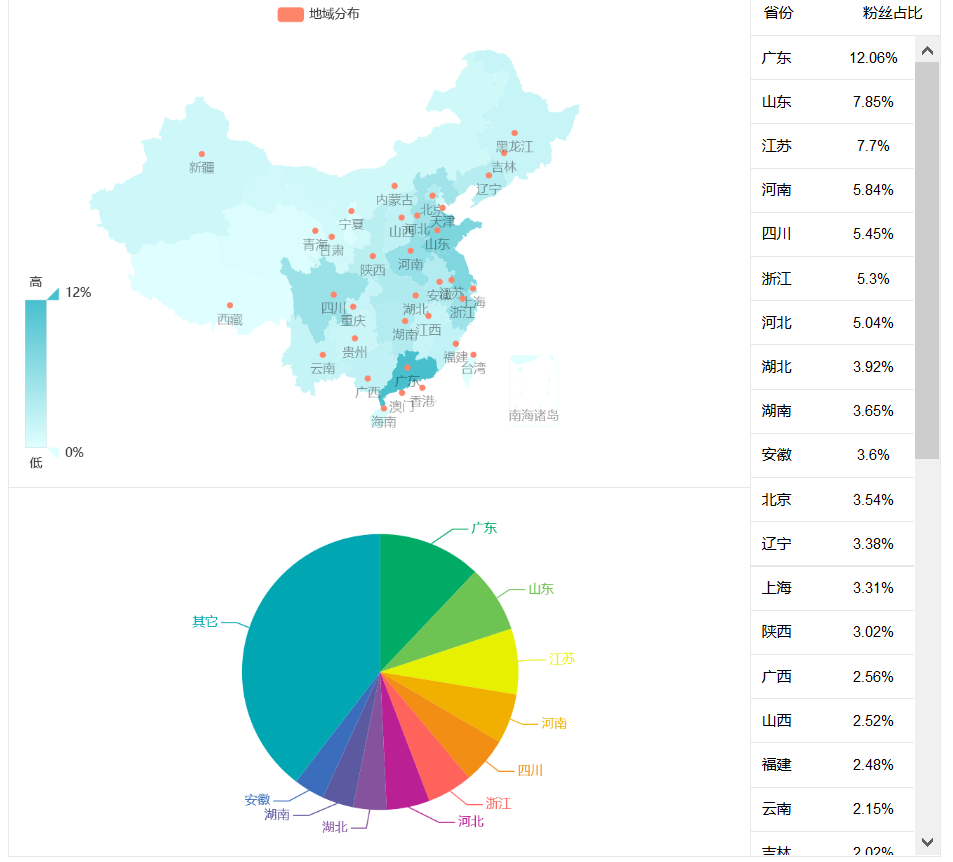 地域分布
黑龙江
吉林
新疆
辽宁
内蒙古
北京
天津
宁夏
山西
河北
青海
甘肃
山东
陕西
河南
四川
安徽
江苏
上海
重庆
湖北
浙江
西藏
湖南
江西
贵州
福建
云南
台湾
广东
广西
香港
澳门
海南
南海诸岛
高
12%
0%
低
广东
山东
其它
江苏
河南
四川
安徽
浙江
湖南
河北
湖北
省份 粉丝占比
广东 12.06%
山东 7.85%
江苏 7.7%
河南 5.84%
四川 5.45%
浙江 5.3%
河北 5.04%
湖北 3.92%
湖南 3.65%
安徽 3.6%
北京 3.54%
辽宁 3.38%
上海 3.31%
陕西 3.02%
广西 2.56%
山西 2.52%
福建 2.48%
云南 2.15%
吉林 2.02%